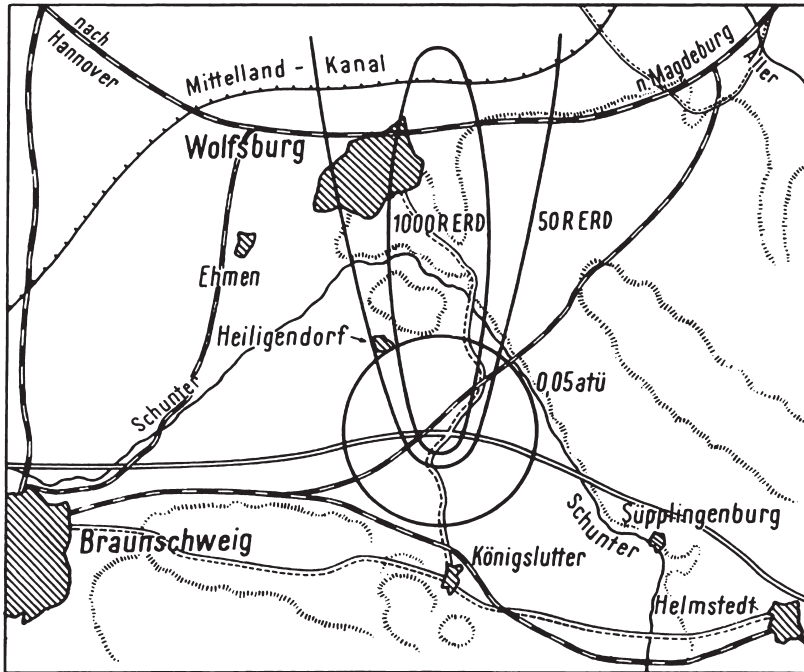 nach
Hannover
Mittelland - Kanal
n. Magdeburg
Aller
Wolfsburg
1000 R ERD
50 R ERD
Ehmen
Heiligendorf
Schunter
0,05 atü
Schunter
Süpplingenburg
Braunschweig
Königslutter
Helmstedt